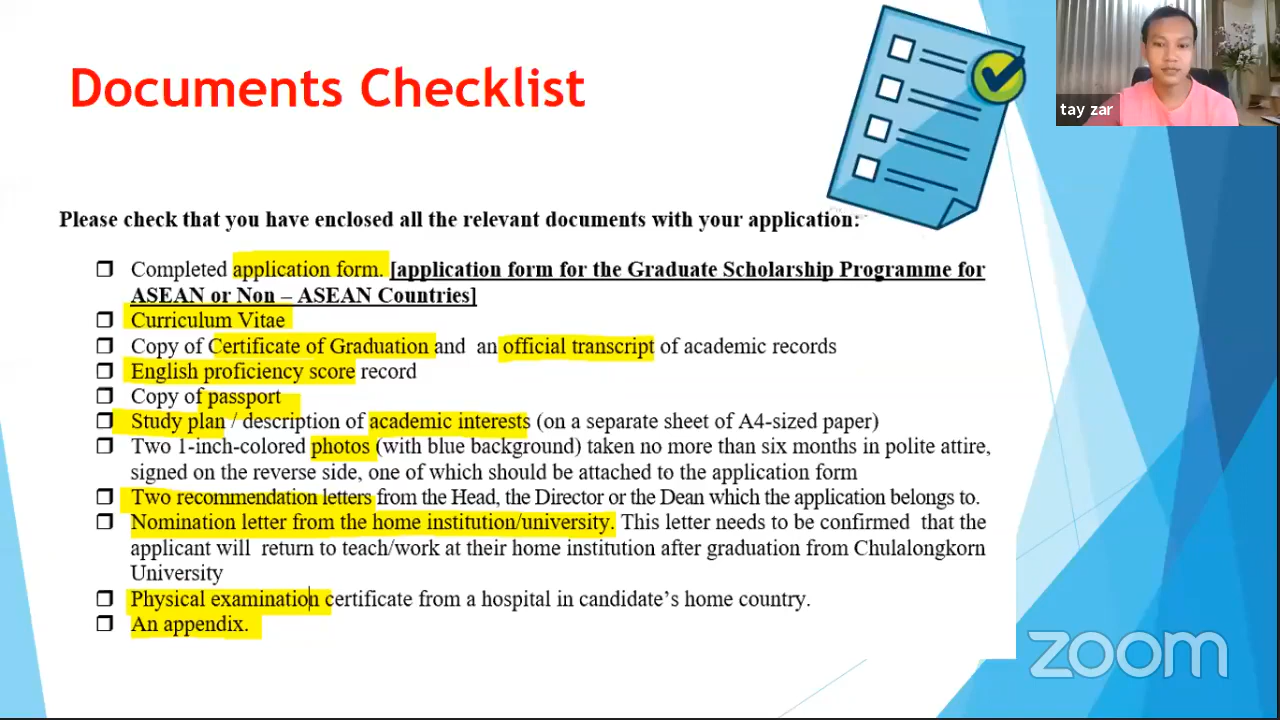 Documents Checklist
tay zar
Please check that you have enclosed all the relevant documents with your application:
❒ Completed application form. [application form for the Graduate Scholarship Programme for
ASEAN or Non – ASEAN Countries]
❒ Curriculum Vitae
❒ Copy of Certificate of Graduation and an official transcript of academic records
❒ English proficiency score record
❒ Copy of passport
❒ Study plan / description of academic interests (on a separate sheet of A4-sized paper)
❒ Two 1-inch-colored photos (with blue background) taken no more than six months in polite attire,
signed on the reverse side, one of which should be attached to the application form
❒ Two recommendation letters from the Head, the Director or the Dean which the application belongs to.
❒ Nomination letter from the home institution/university. This letter needs to be confirmed that the
applicant will return to teach/work at their home institution after graduation from Chulalongkorn
University
❒ Physical examination certificate from a hospital in candidate's home country.
❒ An appendix.
zoom